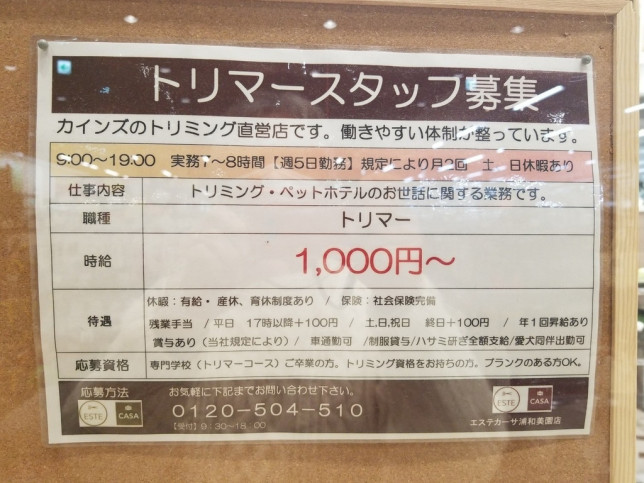 トリマースタッフ募集
カインズのトリミング直営店です。働きやすい体制が整っています。
9:00~19:00 実務7~8時間【週5日勤務】規定により月2回 土、日休暇あり
仕事内容 トリミング・ペットホテルのお世話に関する業務です。
職種 トリマー
時給 1,000円~
待遇
休暇:有給・産休、育休制度あり / 保険:社会保険完備
残業手当 /平日 17時以降+100円 / 土,日,祝日 終日+100円 / 年1回昇給あり
賞与あり(当社規定により)/ 車通勤可 /制服貸与/ハサミ研ぎ全額支給/愛犬同伴出勤可
応募資格 専門学校(トリマーコース)ご卒業の方。トリミング資格をお持ちの方。ブランクのある方OK。
応募方法 お気軽に下記までお問い合わせ下さい。
ESTE CASA 0120-504-510
【受付】9:30~18:00
ESTE CASA
エステカーサ浦和美園店